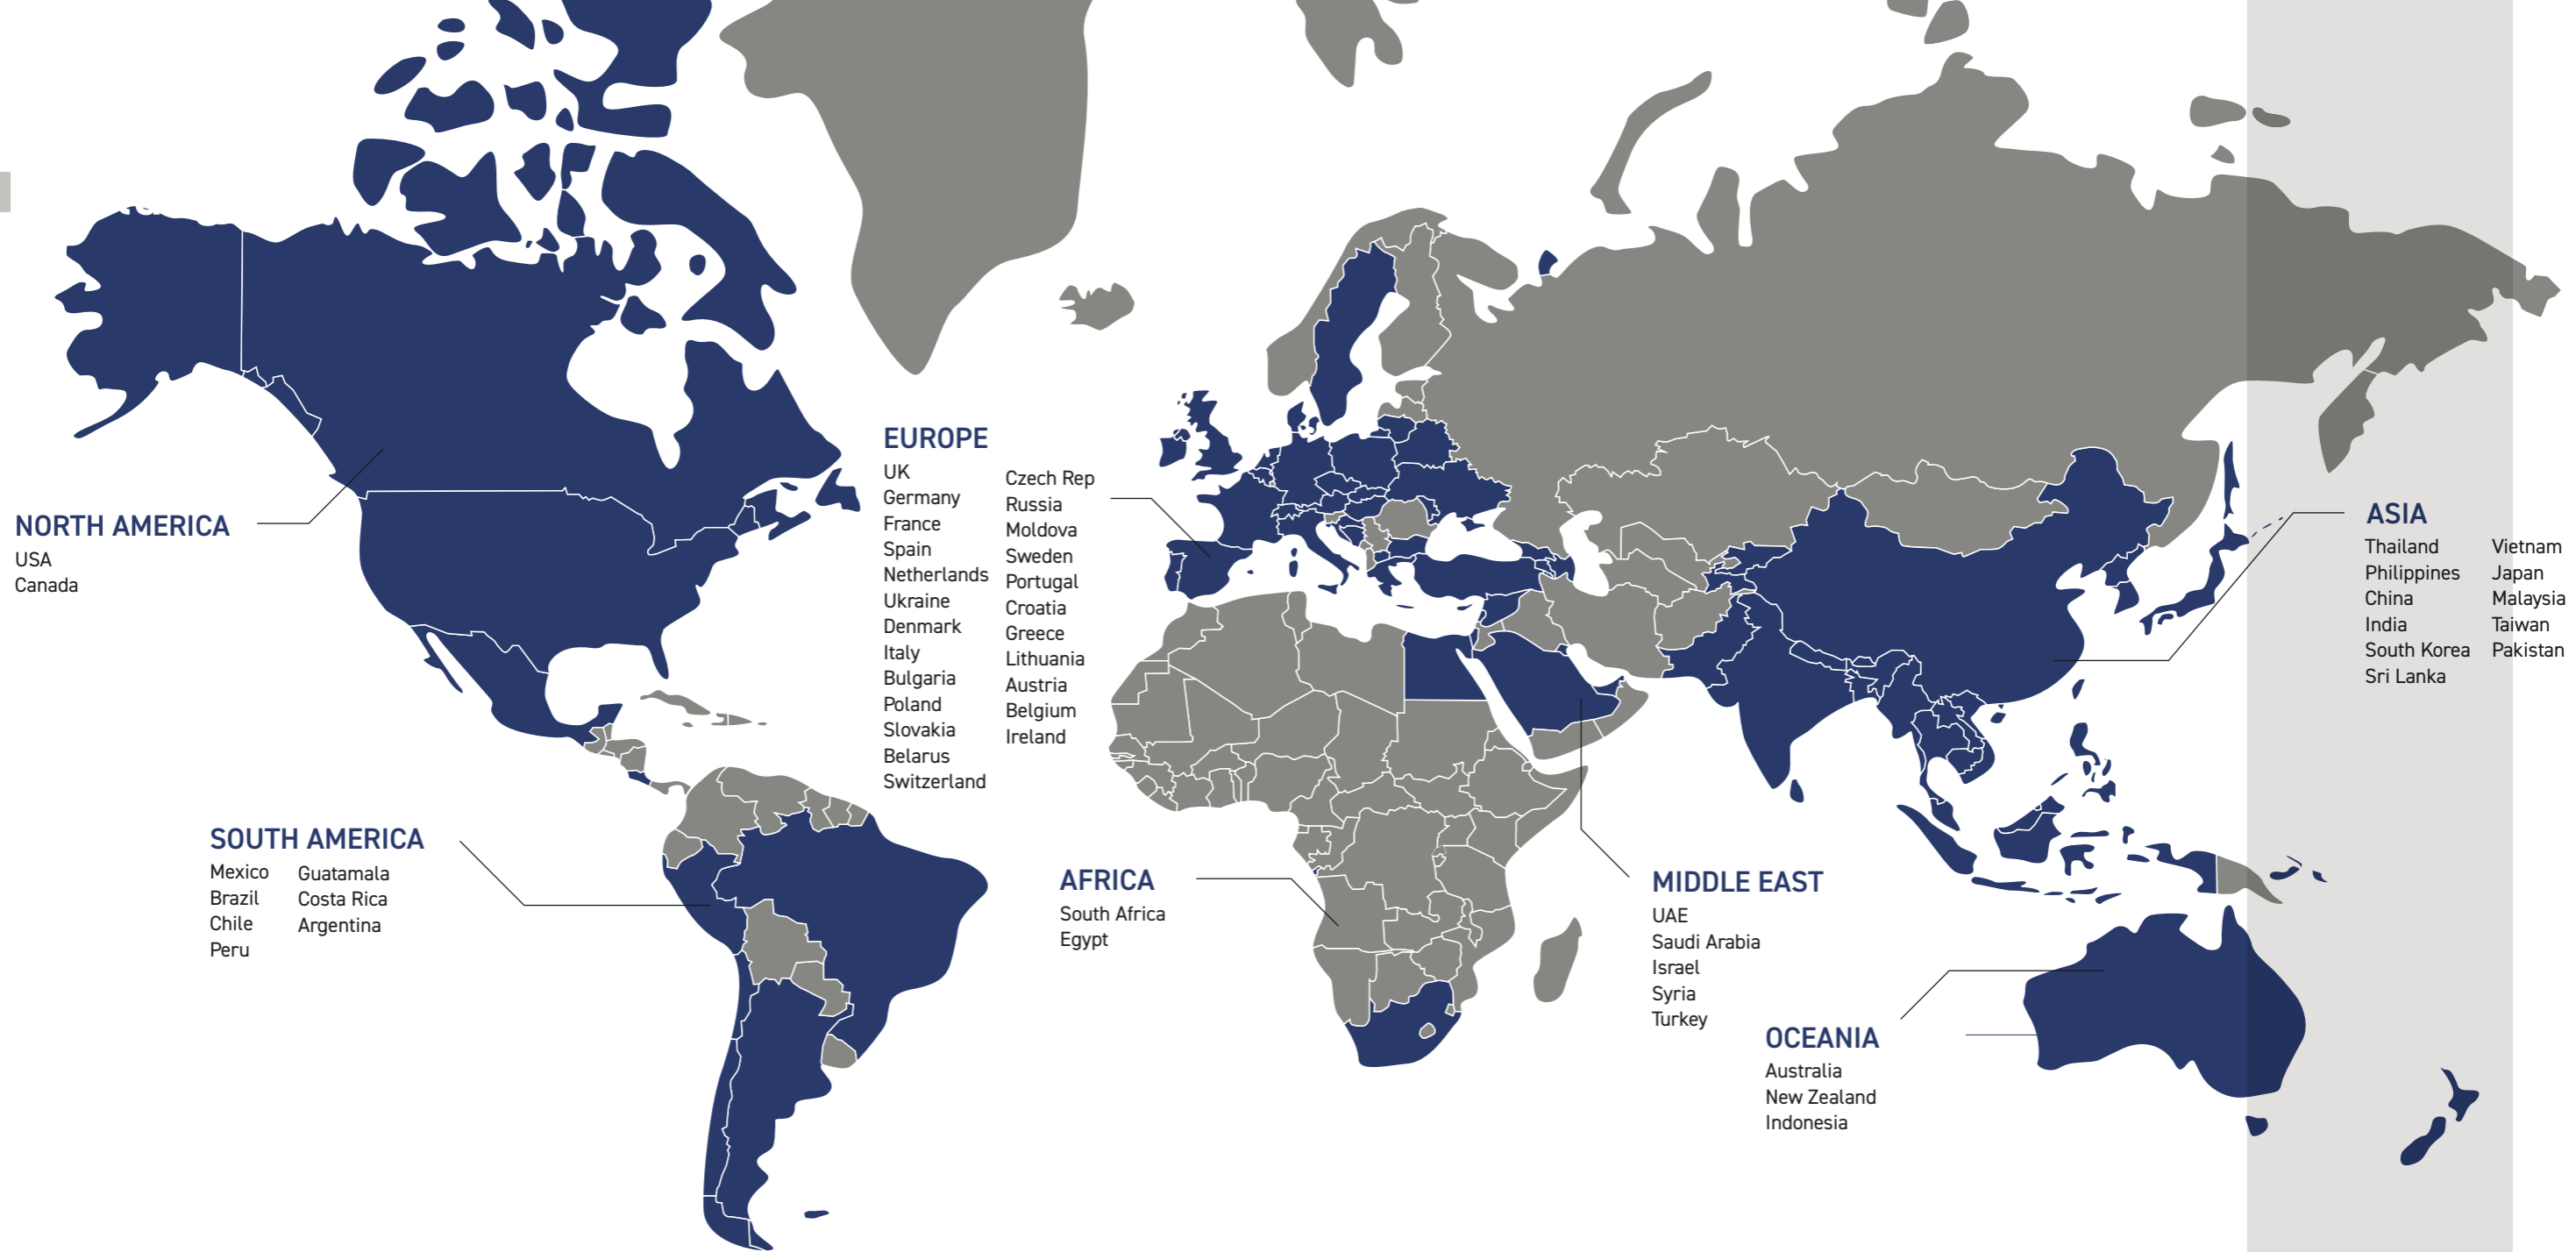 NORTH AMERICA
USA
Canada
SOUTH AMERICA
Mexico
Brazil
Chile
Peru
Guatamala
Costa Rica
Argentina
EUROPE
UK
Germany
France
Spain
Netherlands
Ukraine
Denmark
Italy
Bulgaria
Poland
Slovakia
Belarus
Switzerland
Czech Rep
Russia
Moldova
Sweden
Portugal
Croatia
Greece
Lithuania
Austria
Belgium
Ireland
AFRICA
South Africa
Egypt
MIDDLE EAST
UAE
Saudi Arabia
Israel
Syria
Turkey
OCEANIA
Australia
New Zealand
Indonesia
ASIA
Thailand
Philippines
China
India
South Korea
Sri Lanka
Vietnam
Japan
Malaysia
Taiwan
Pakistan